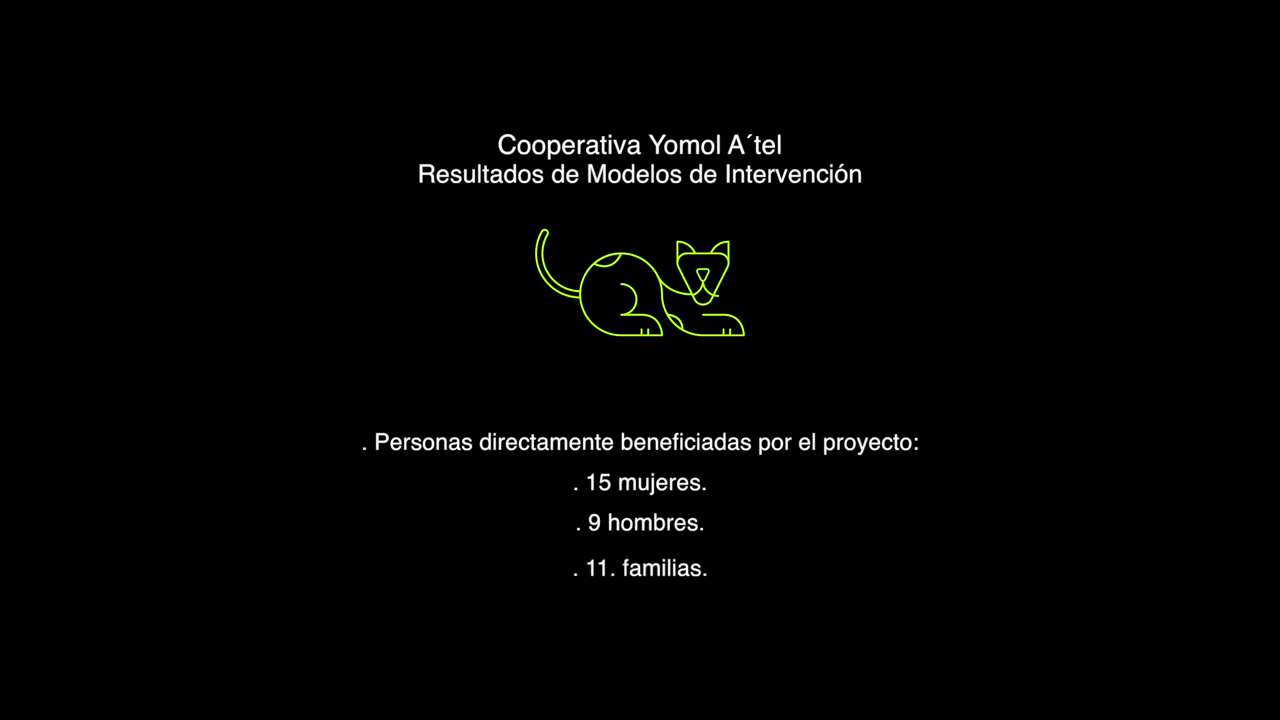 Cooperativa Yomol A´tel
Resultados de Modelos de Intervención
. Personas directamente beneficiadas por el proyecto:
. 15 mujeres.
. 9 hombres.
. 11. familias.